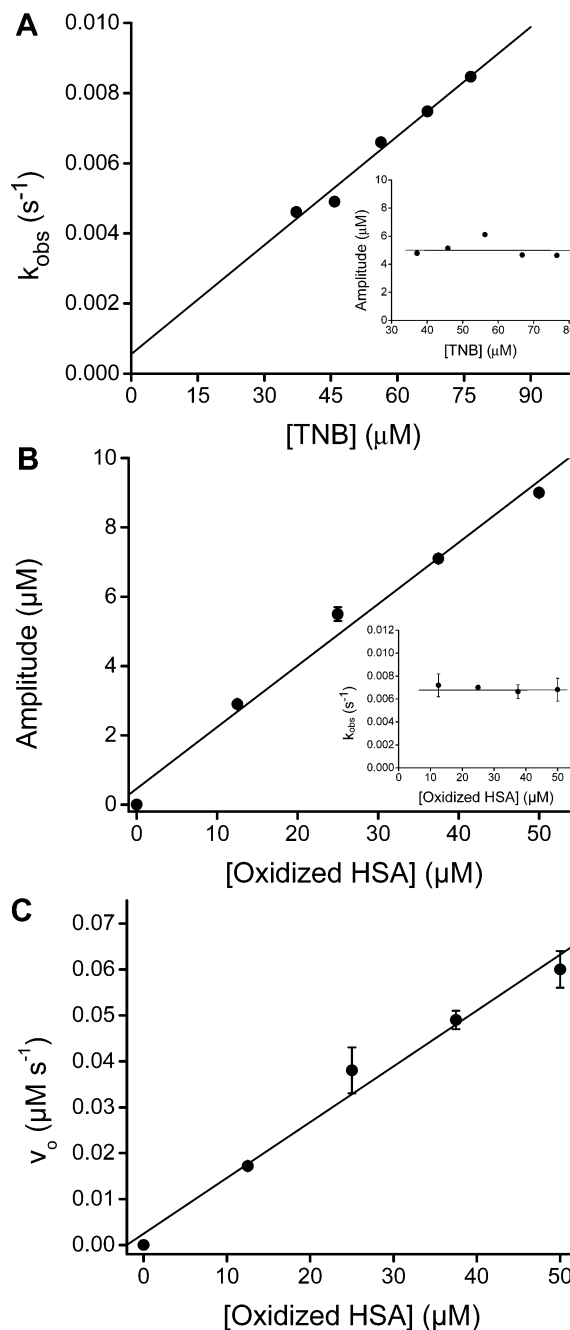 A
0.010
0.008
0.006
0.004
0.002
0.000
k_obs (s⁻¹)
0 15 30 45 60 75 90
[TNB] (µM)
10
8
6
4
2
0
Amplitude (µM)
30 40 50 60 70 80
[TNB] (µM)
B
10
8
6
4
2
0
Amplitude (µM)
0 10 20 30 40 50
[Oxidized HSA] (µM)
0.012
0.010
0.008
0.006
0.004
0.002
0.000
k_obs (s⁻¹)
0 10 20 30 40 50
[Oxidized HSA] (µM)
C
0.07
0.06
0.05
0.04
0.03
0.02
0.01
0.00
v_o (µM s⁻¹)
0 10 20 30 40 50
[Oxidized HSA] (µM)